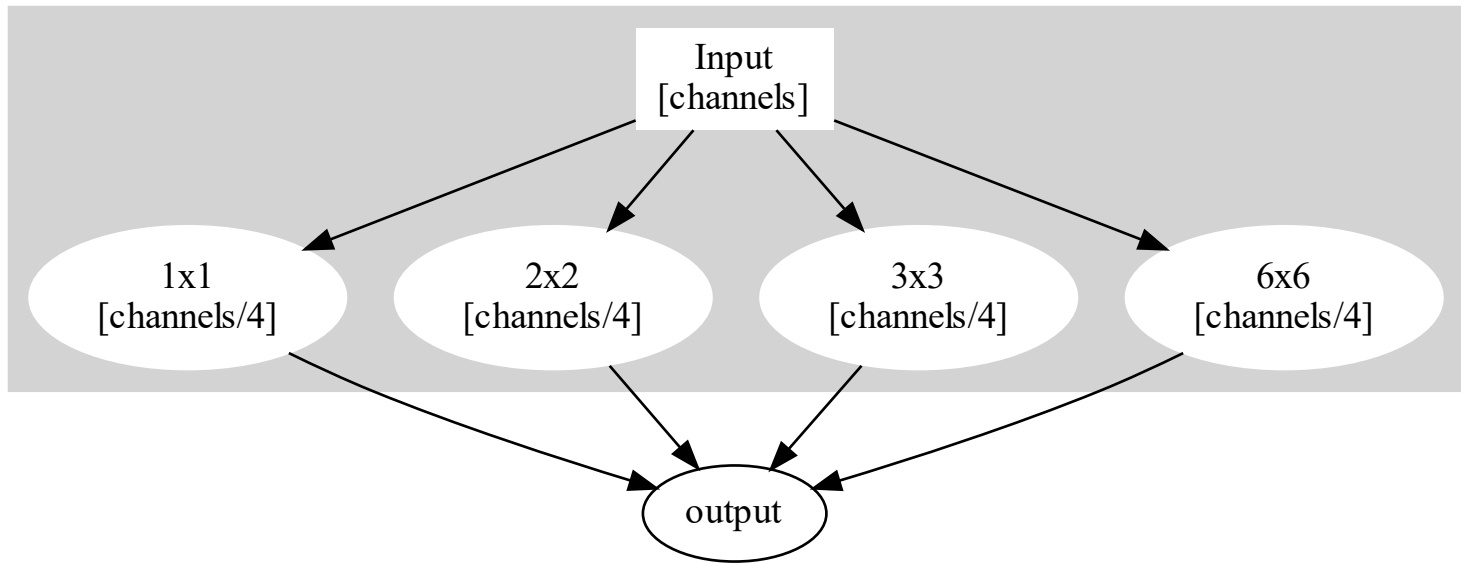 Input
[channels]
1x1
[channels/4]
2x2
[channels/4]
3x3
[channels/4]
6x6
[channels/4]
output